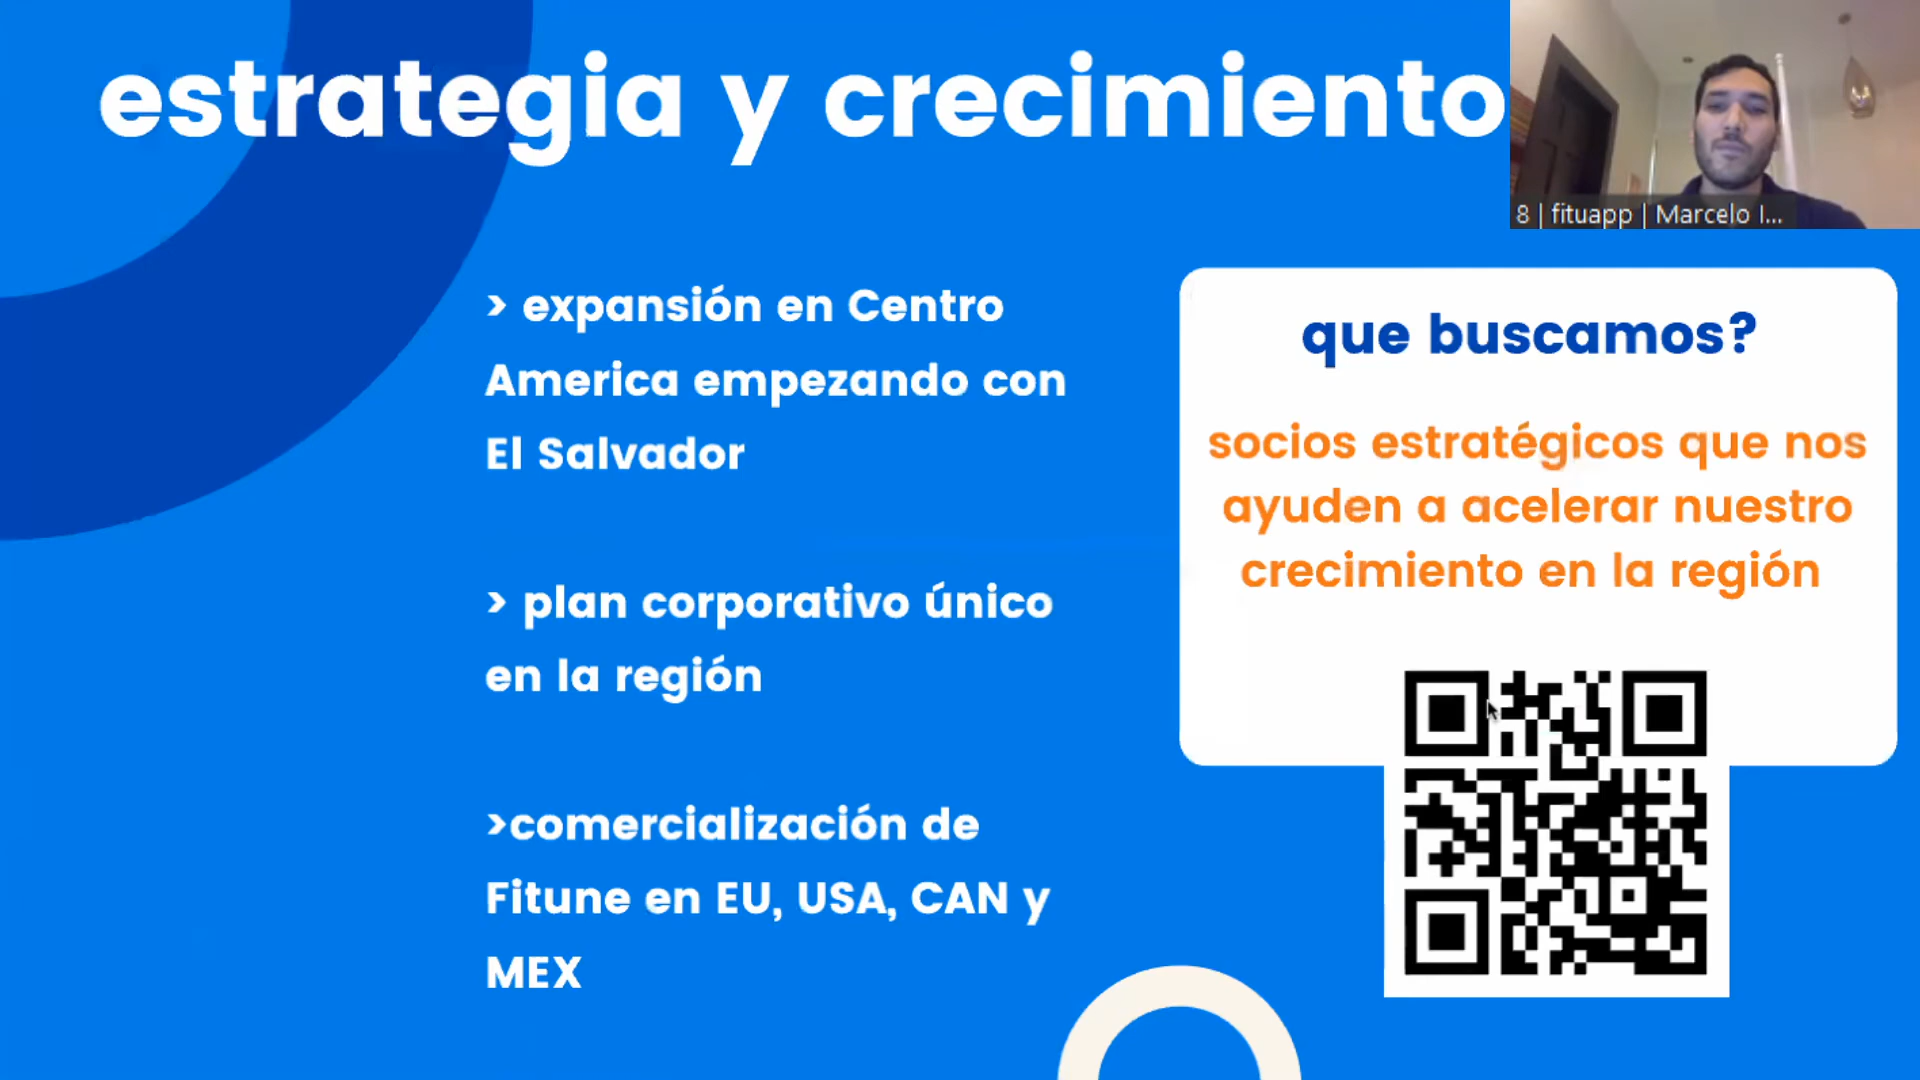 estrategia y crecimiento
8 | fituapp | Marcelo I...
> expansión en Centro
America empezando con
El Salvador
> plan corporativo único
en la región
>comercialización de
Fitune en EU, USA, CAN y
MEX
que buscamos?
socios estratégicos que nos
ayuden a acelerar nuestro
crecimiento en la región